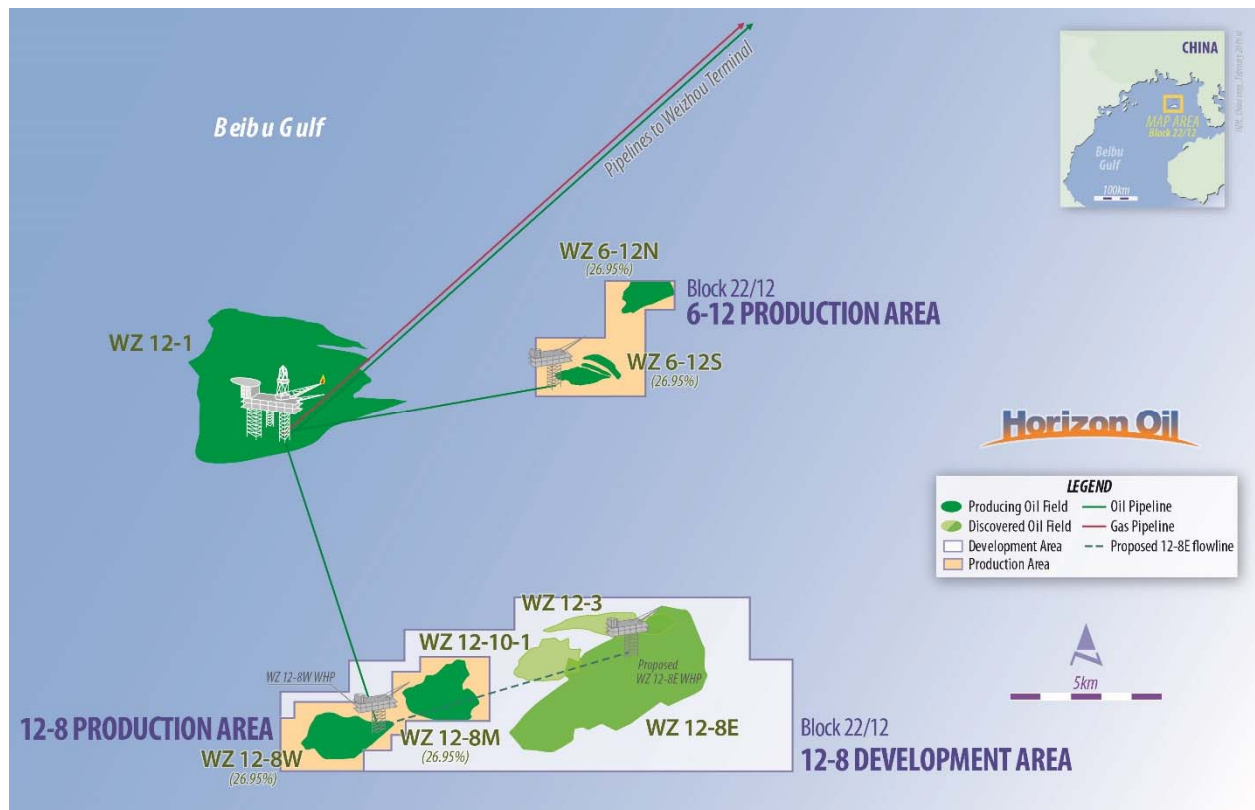 Beibu Gulf
Pipelines to Weizhou Terminal
CHINA
MAP AREA
Block 22/12
Beibu
Gulf
100km
WZ 6-12N
(26.95%)
Block 22/12
6-12 PRODUCTION AREA
WZ 12-1
WZ 6-12S
(26.95%)
Horizon Oil
LEGEND
Producing Oil Field
Oil Pipeline
Discovered Oil Field
Gas Pipeline
Development Area
Proposed 12-8E flowline
Production Area
WZ 12-3
WZ 12-10-1
WZ 12-8W WHP
Proposed
WZ 12-8E WHP
5km
12-8 PRODUCTION AREA
WZ 12-8M
(26.95%)
WZ 12-8E
WZ 12-8W
(26.95%)
Block 22/12
12-8 DEVELOPMENT AREA